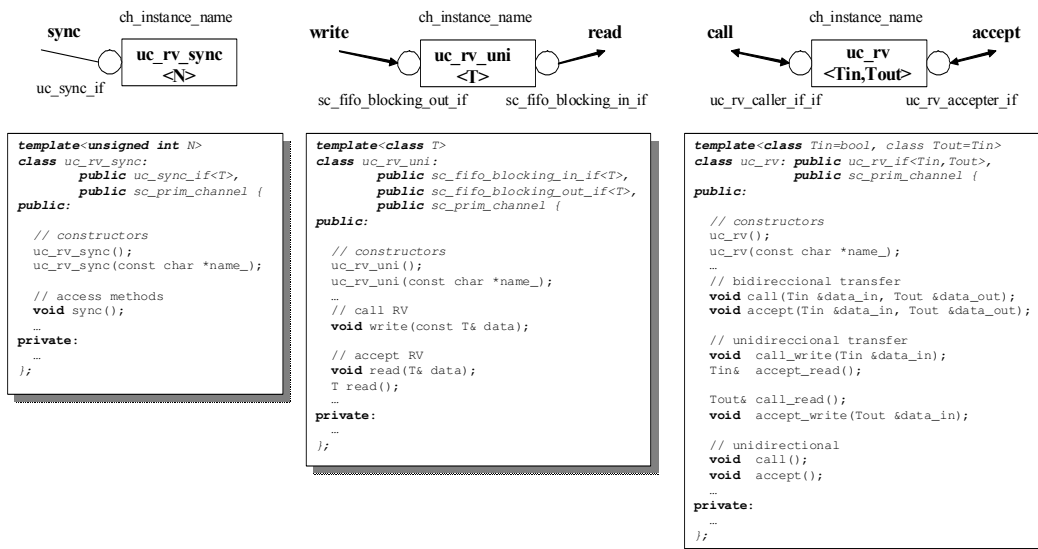 ch_instance_name
sync
uc_rv_sync
<N>
uc_sync_if
ch_instance_name
write
read
uc_rv_uni
<T>
sc_fifo_blocking_out_if
sc_fifo_blocking_in_if
ch_instance_name
call
accept
uc_rv
<Tin,Tout>
uc_rv_caller_if_if
uc_rv_accepter_if
template<unsigned int N>
class uc_rv_sync:
public uc_sync_if<T>,
public sc_prim_channel {
public:
// constructors
uc_rv_sync();
uc_rv_sync(const char *name_);
// access methods
void sync();
…
private:
…
};
template<class T>
class uc_rv_uni:
public sc_fifo_blocking_in_if<T>,
public sc_fifo_blocking_out_if<T>,
public sc_prim_channel {
public:
// constructors
uc_rv_uni();
uc_rv_uni(const char *name_);
…
// call RV
void write(const T& data);
// accept RV
void read(T& data);
T read();
…
private:
…
};
template<class Tin=bool, class Tout=Tin>
class uc_rv: public uc_rv_if<Tin,Tout>,
public sc_prim_channel {
public:
// constructors
uc_rv();
uc_rv(const char *name_);
…
// bidireccional transfer
void call(Tin &data_in, Tout &data_out);
void accept(Tin &data_in, Tout &data_out);
// unidireccional transfer
void call_write(Tin &data_in);
Tin& accept_read();
Tout& call_read();
void accept_write(Tout &data_in);
// unidirectional
void call();
void accept();
…
private:
…
};